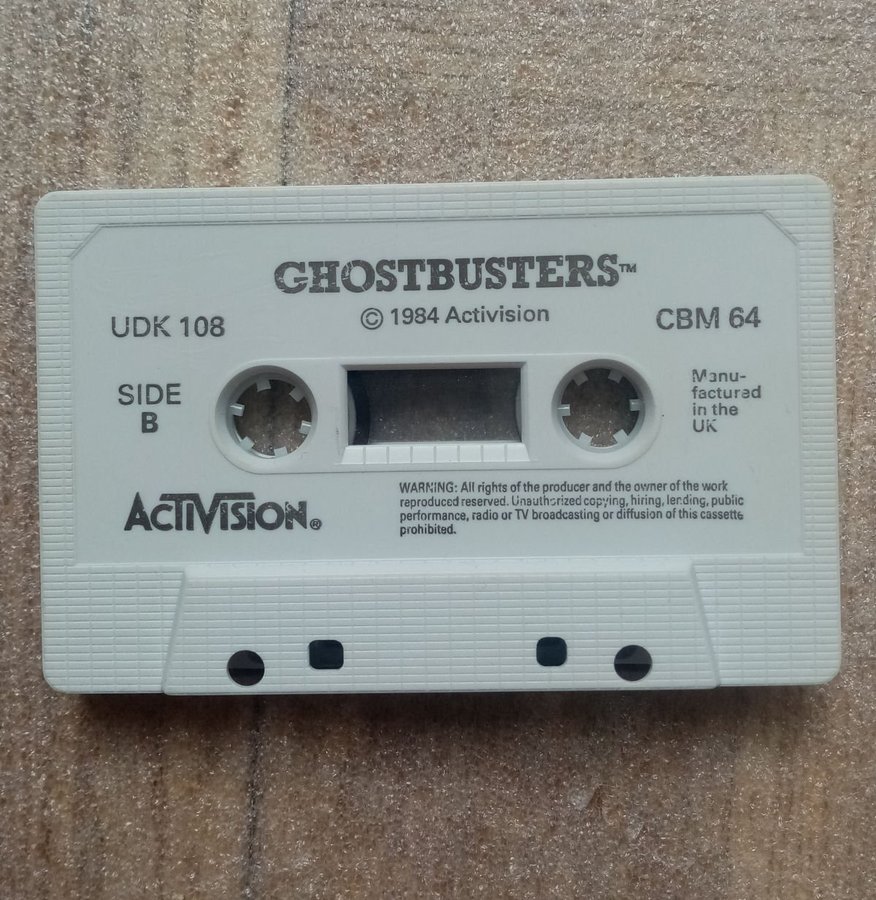 GHOSTBUSTERS™
© 1984 Activision
UDK 108
CBM 64
SIDE
B
Manu-
factured
in the
UK
ACTIVISION®
WARNING: All rights of the producer and the owner of the work
reproduced reserved. Unauthorized copying, hiring, lending, public
performance, radio or TV broadcasting or diffusion of this cassette
prohibited.